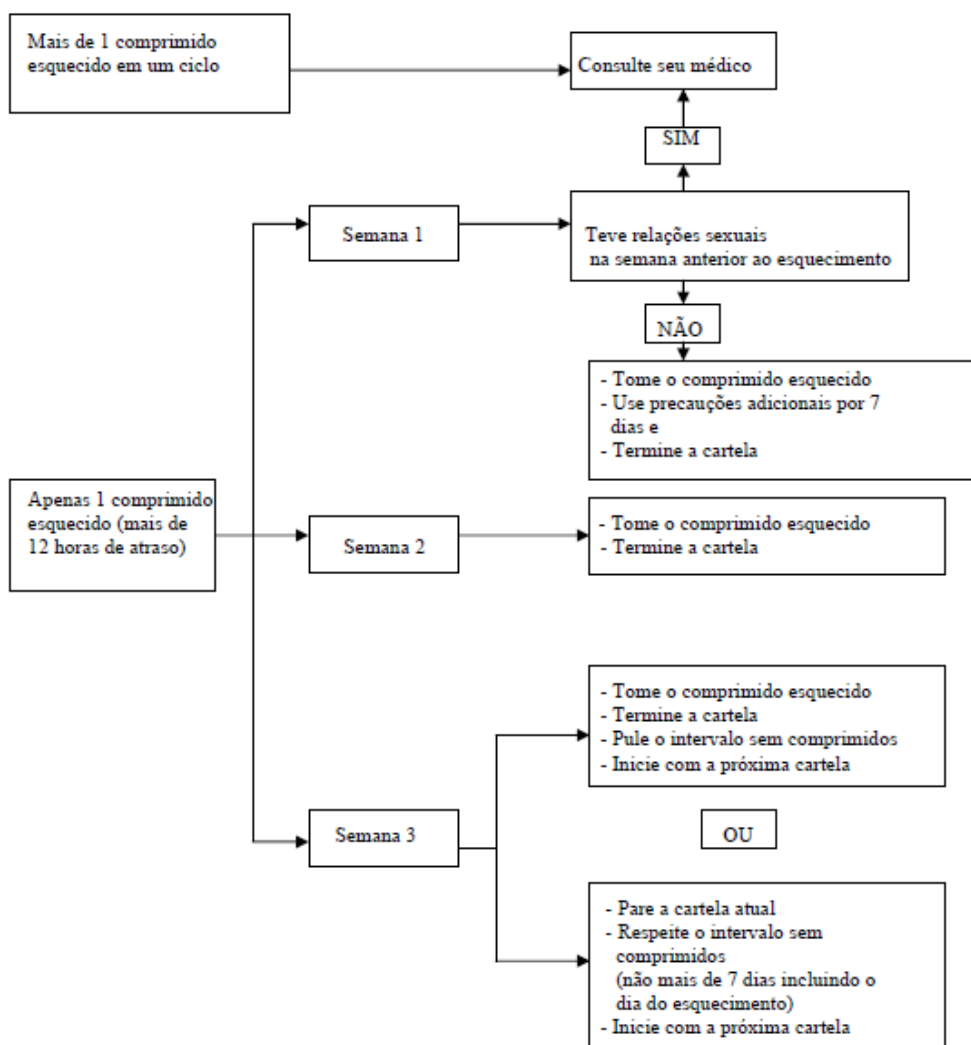 Mais de 1 comprimido
esquecido em um ciclo
Consulte seu médico
SIM
Semana 1
Teve relações sexuais
na semana anterior ao esquecimento
NÃO
- Tome o comprimido esquecido
- Use precauções adicionais por 7
dias e
- Termine a cartela
Apenas 1 comprimido
esquecido (mais de
12 horas de atraso)
Semana 2
- Tome o comprimido esquecido
- Termine a cartela
- Tome o comprimido esquecido
- Termine a cartela
- Pule o intervalo sem comprimidos
- Inicie com a próxima cartela
Semana 3
OU
- Pare a cartela atual
- Respeite o intervalo sem
comprimidos
(não mais de 7 dias incluindo o
dia do esquecimento)
- Inicie com a próxima cartela